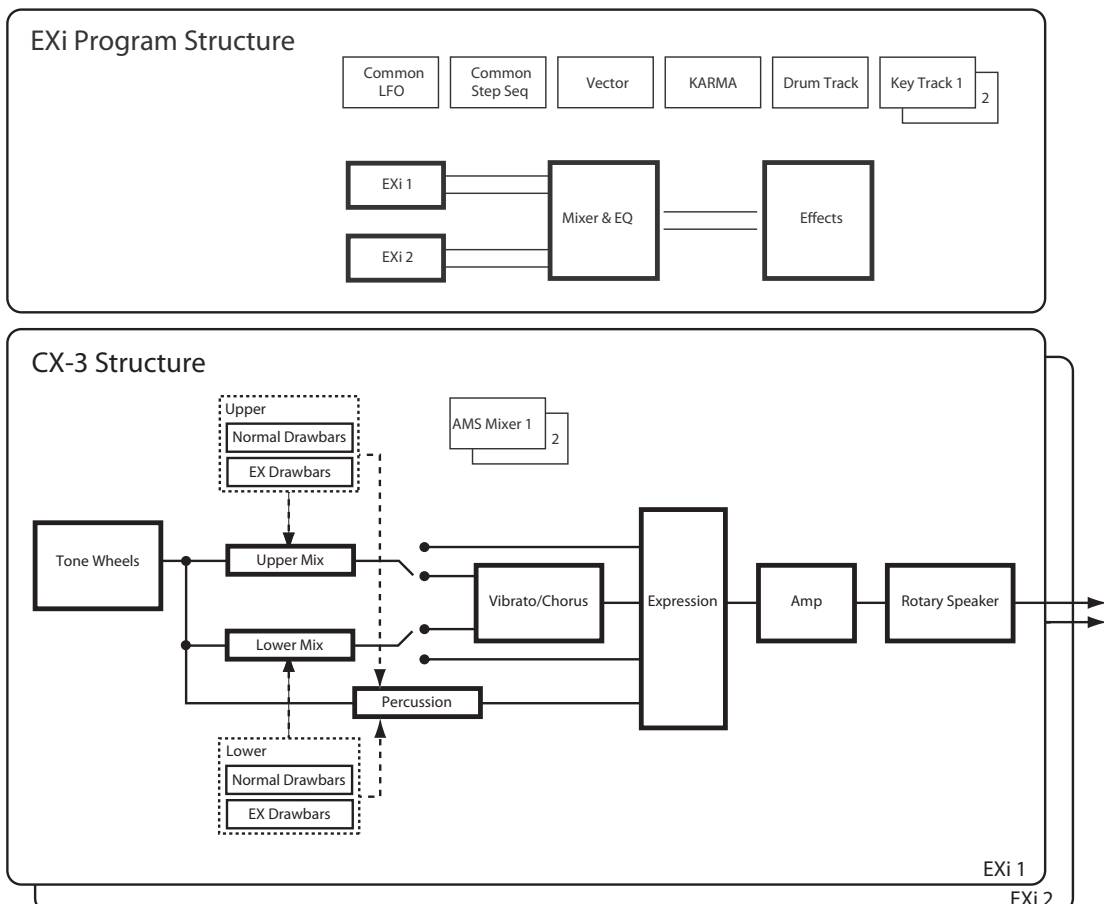 EXi Program Structure
Common
LFO
Common
Step Seq
Vector
KARMA
Drum Track
Key Track 1
2
EXi 1
EXi 2
Mixer & EQ
Effects
CX-3 Structure
Upper
Normal Drawbars
EX Drawbars
AMS Mixer 1
2
Tone Wheels
Upper Mix
Lower Mix
Vibrato/Chorus
Expression
Amp
Rotary Speaker
Percussion
Lower
Normal Drawbars
EX Drawbars
EXi 1
EXi 2